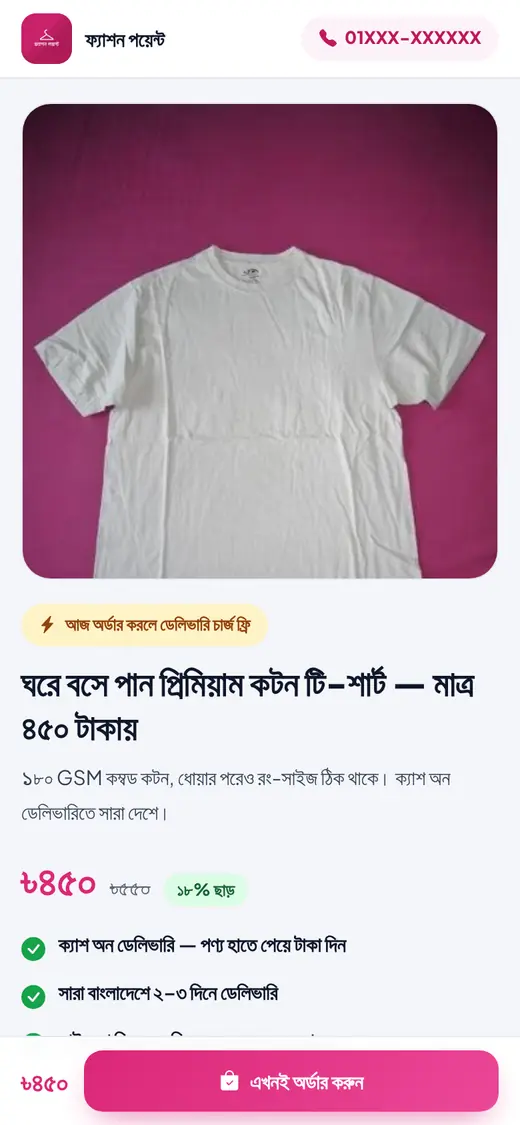 ফ্যাশন পয়েন্ট
01XXX-XXXXXX
আজ অর্ডার করলে ডেলিভারি চার্জ ফ্রি
ঘরে বসে পান প্রিমিয়াম কটন টি-শার্ট — মাত্র
৪৫০ টাকায়
১৮০ GSM কম্বড কটন, ধোয়ার পরেও রং-সাইজ ঠিক থাকে। ক্যাশ অন
ডেলিভারিতে সারা দেশে।
৳৪৫০ ৳৫৫০ ১৮% ছাড়
ক্যাশ অন ডেলিভারি — পণ্য হাতে পেয়ে টাকা দিন
সারা বাংলাদেশে ২-৩ দিনে ডেলিভারি
৳৪৫০ এখনই অর্ডার করুন